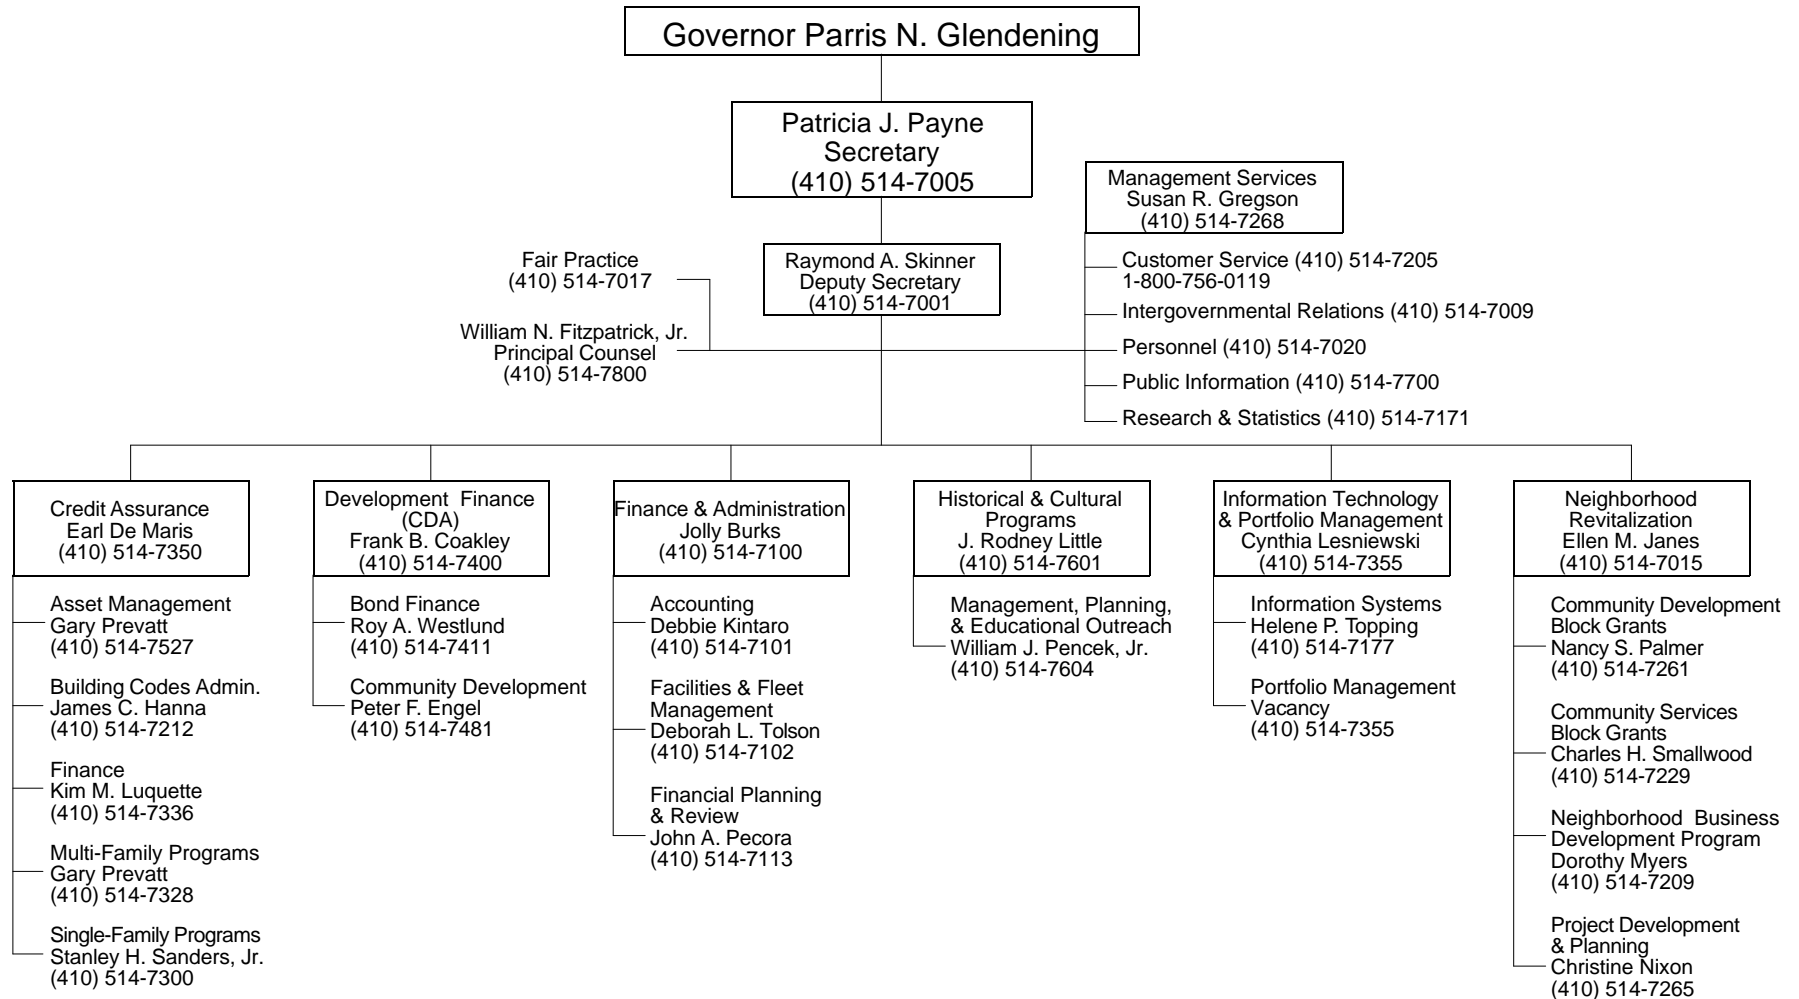 Governor Parris N. Glendening
Patricia J. Payne
Secretary
(410) 514-7005
Management Services
Susan R. Gregson
(410) 514-7268
Raymond A. Skinner
Deputy Secretary
(410) 514-7001
Fair Practice
(410) 514-7017
William N. Fitzpatrick, Jr.
Principal Counsel
(410) 514-7800
Customer Service (410) 514-7205
1-800-756-0119
Intergovernmental Relations (410) 514-7009
Personnel (410) 514-7020
Public Information (410) 514-7700
Research & Statistics (410) 514-7171
Credit Assurance
Earl De Maris
(410) 514-7350
Asset Management
Gary Prevatt
(410) 514-7527
Building Codes Admin.
James C. Hanna
(410) 514-7212
Finance
Kim M. Luquette
(410) 514-7336
Multi-Family Programs
Gary Prevatt
(410) 514-7328
Single-Family Programs
Stanley H. Sanders, Jr.
(410) 514-7300
Development Finance
(CDA)
Frank B. Coakley
(410) 514-7400
Bond Finance
Roy A. Westlund
(410) 514-7411
Community Development
Peter F. Engel
(410) 514-7481
Finance & Administration
Jolly Burks
(410) 514-7100
Accounting
Debbie Kintaro
(410) 514-7101
Facilities & Fleet
Management
Deborah L. Tolson
(410) 514-7102
Financial Planning
& Review
John A. Pecora
(410) 514-7113
Historical & Cultural
Programs
J. Rodney Little
(410) 514-7601
Management, Planning,
& Educational Outreach
William J. Pencek, Jr.
(410) 514-7604
Information Technology
& Portfolio Management
Cynthia Lesniewski
(410) 514-7355
Information Systems
Helene P. Topping
(410) 514-7177
Portfolio Management
Vacancy
(410) 514-7355
Neighborhood
Revitalization
Ellen M. Janes
(410) 514-7015
Community Development
Block Grants
Nancy S. Palmer
(410) 514-7261
Community Services
Block Grants
Charles H. Smallwood
(410) 514-7229
Neighborhood Business
Development Program
Dorothy Myers
(410) 514-7209
Project Development
& Planning
Christine Nixon
(410) 514-7265